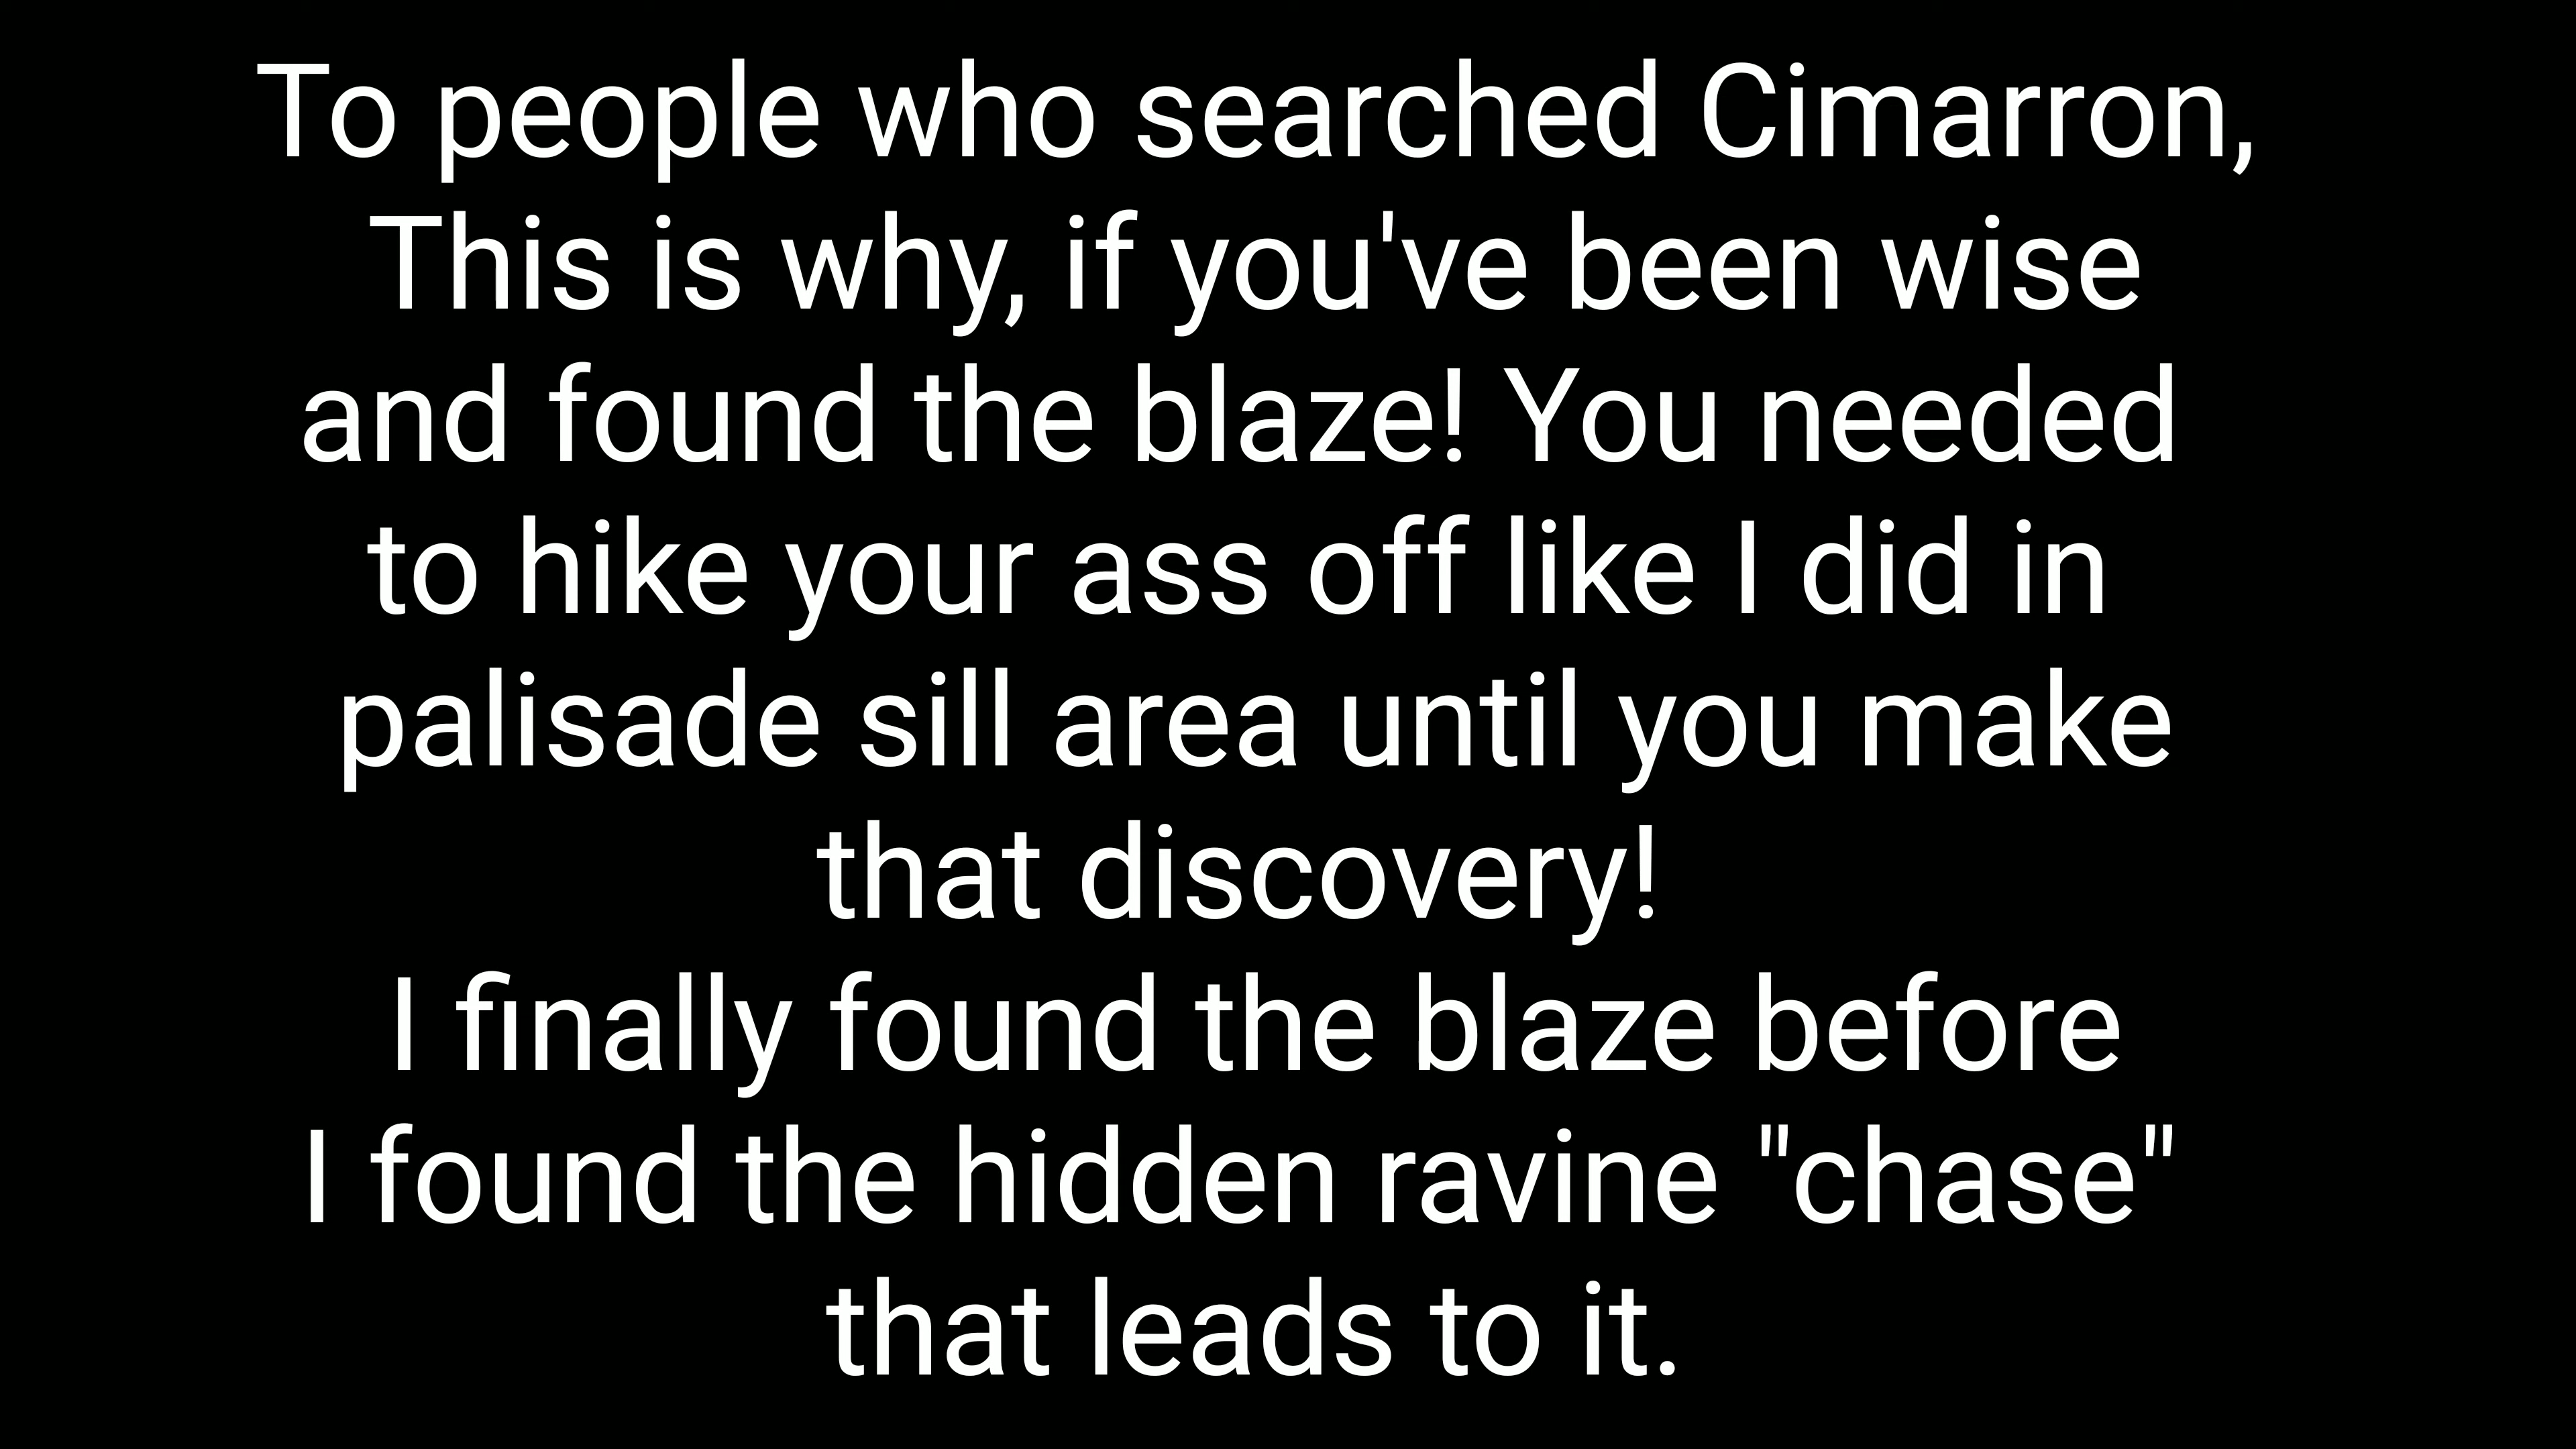 To people who searched Cimarron,
This is why, if you've been wise
and found the blaze! You needed
to hike your ass off like I did in
palisade sill area until you make
that discovery!
I finally found the blaze before
I found the hidden ravine "chase"
that leads to it.